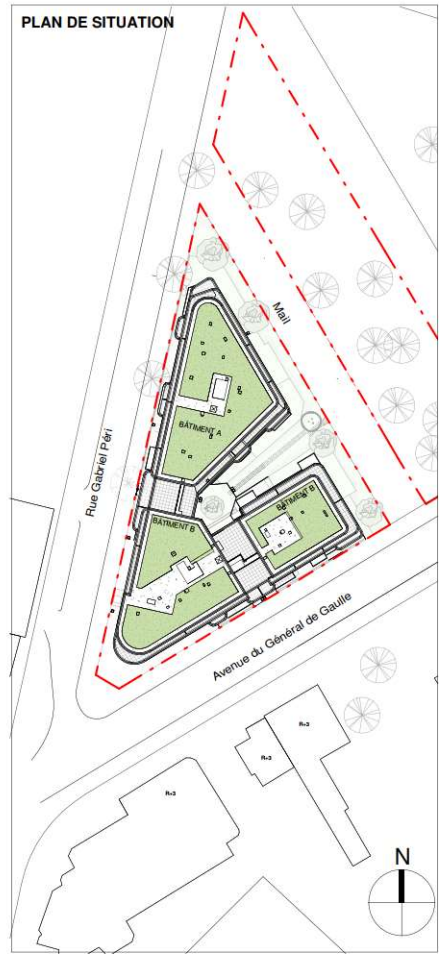 PLAN DE SITUATION
Mail
BÂTIMENT A
Rue Gabriel Péri
BÂTIMENT B
BÂTIMENT B
Avenue du Général de Gaulle
R+3
R+3
R+3
N